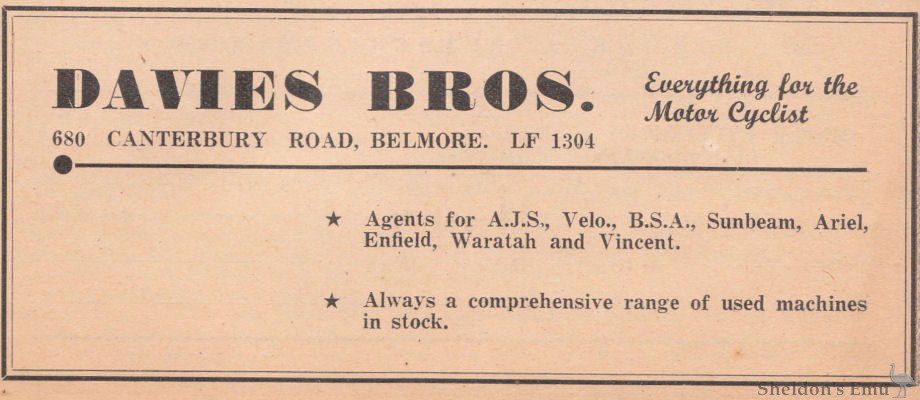 DAVIES BROS.
Everything for the
Motor Cyclist
680 CANTERBURY ROAD, BELMORE. LF 1304
★ Agents for A.J.S., Velo., B.S.A., Sunbeam, Ariel,
Enfield, Waratah and Vincent.
★ Always a comprehensive range of used machines
in stock.
Sheldon's Emu